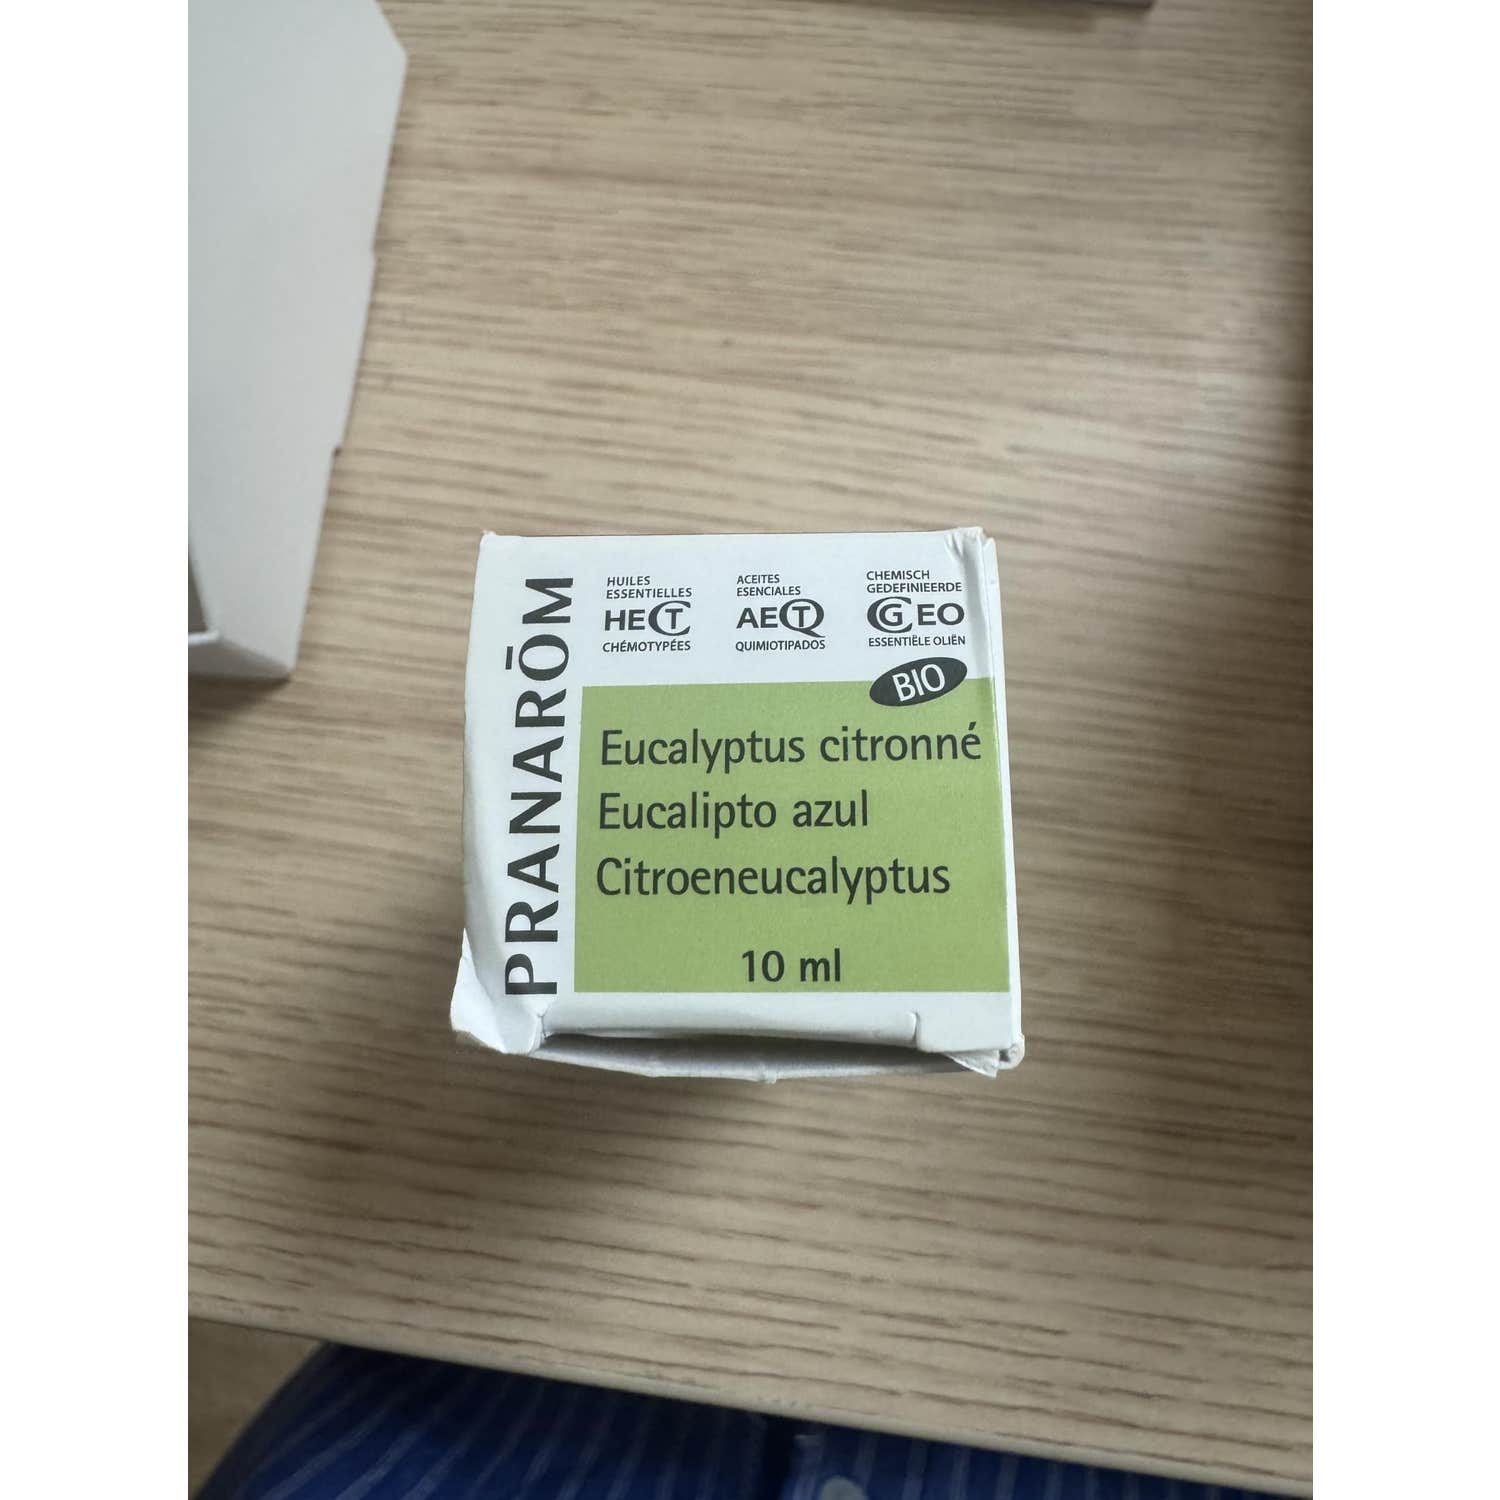 PRANARŌM
HUILES
ESSENTIELLES
HECT
CHÉMOTYPÉES
ACEITES
ESENCIALES
AEQT
QUIMIOTIPADOS
CHEMISCH
GEDEFINIEERDE
CGEO
ESSENTIËLE OLIËN
BIO
Eucalyptus citronné
Eucalipto azul
Citroeneucalyptus
10 ml